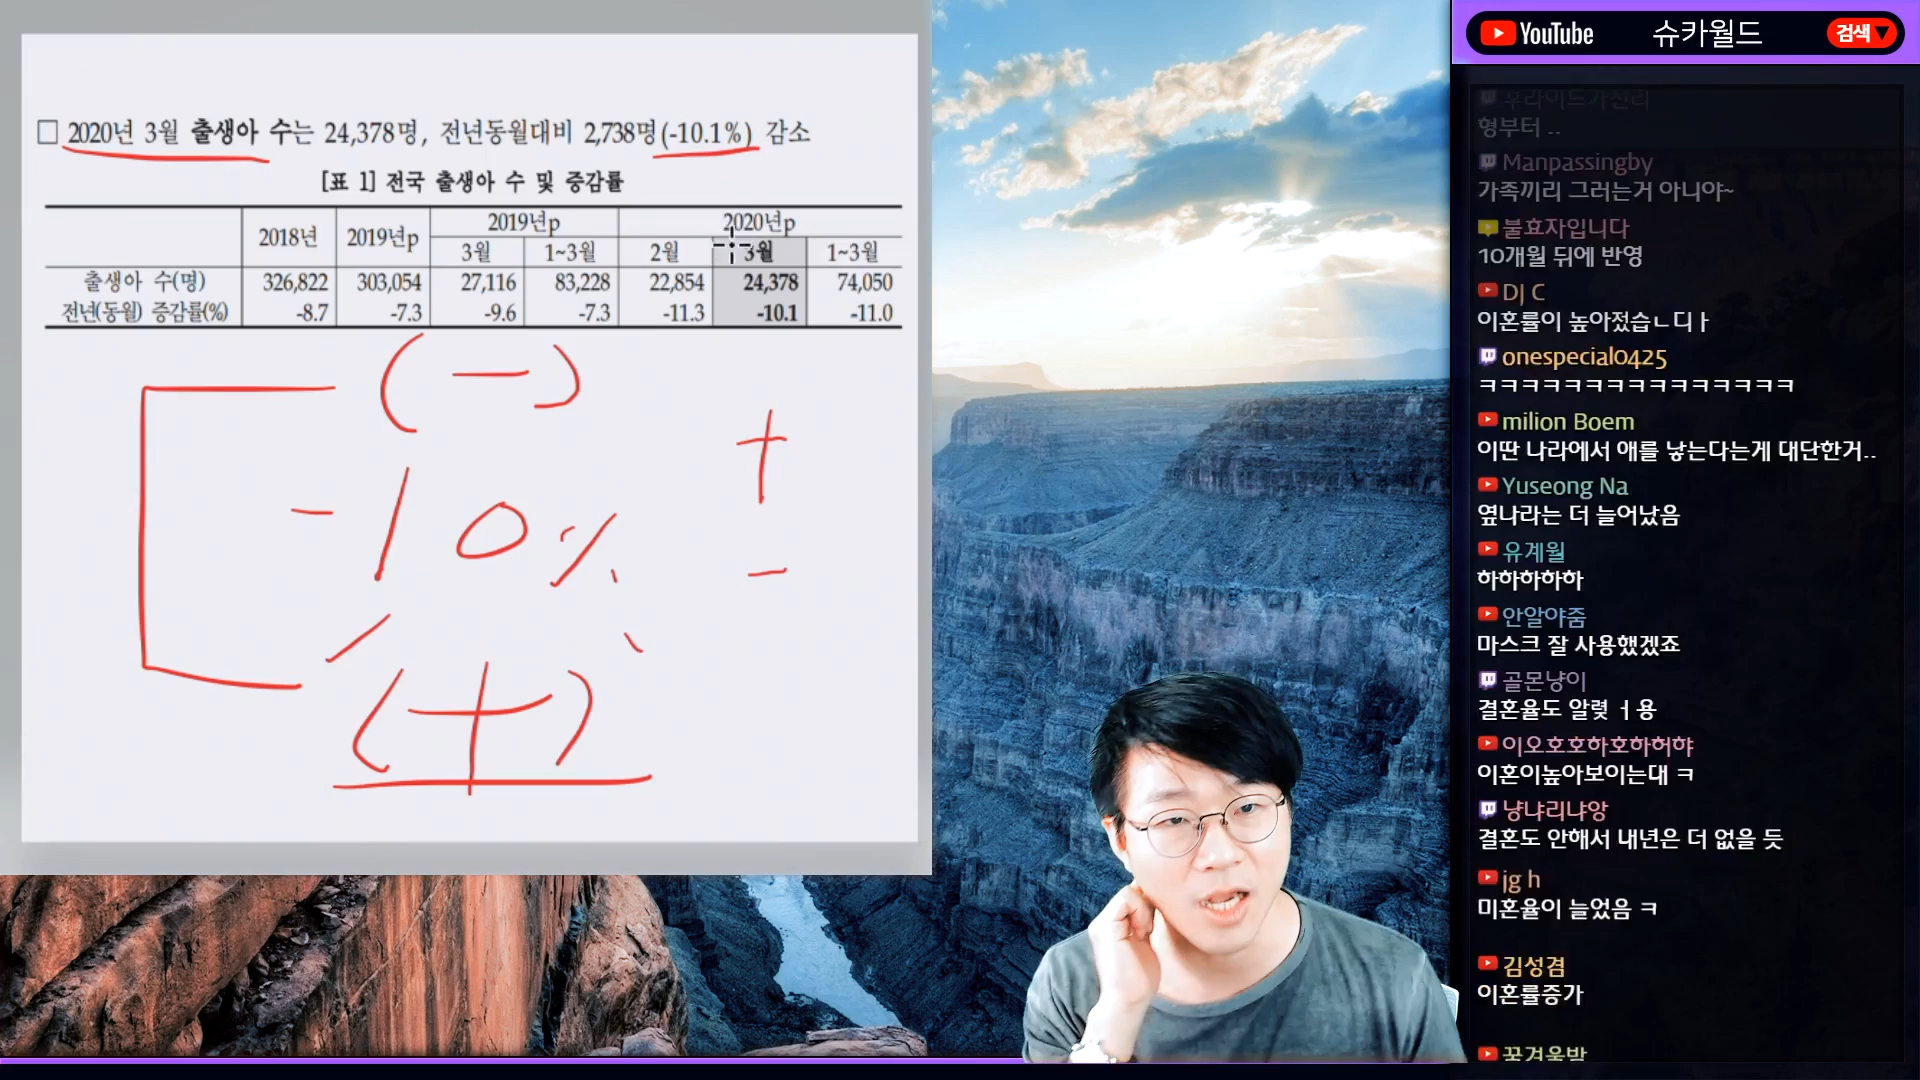 □ 2020년 3월 출생아 수는 24,378명, 전년동월대비 2,738명(-10.1%) 감소
[표 1] 전국 출생아 수 및 증감률
2018년 2019년p 2019년p 2020년p
3월 1~3월 2월 3월 1~3월
출생아 수(명) 326,822 303,054 27,116 83,228 22,854 24,378 74,050
전년(동월) 증감률(%) -8.7 -7.3 -9.6 -7.3 -11.3 -10.1 -11.0
(-)
-10%
+
-
(+)
YouTube 슈카월드 검색▼
형부터 ..
Manpassingby
가족끼리 그러는거 아니야~
불효자입니다
10개월 뒤에 반영
Dj C
이혼률이 높아젔습ㄴ디ㅏ
onespecial0425
ㅋㅋㅋㅋㅋㅋㅋㅋㅋㅋㅋㅋㅋㅋㅋ
milion Boem
이딴 나라에서 애를 낳는다는게 대단한거..
Yuseong Na
옆나라는 더 늘어났음
유계월
하하하하하
안알야줌
마스크 잘 사용했겠죠
골몬냥이
결혼율도 알렺ㅕ용
이오호호하호하허햐
이혼이높아보이는대 ㅋ
냥냐리냐앙
결혼도 안해서 내년은 더 없을 듯
jg h
미혼율이 늘었음 ㅋ
김성겸
이혼률증가